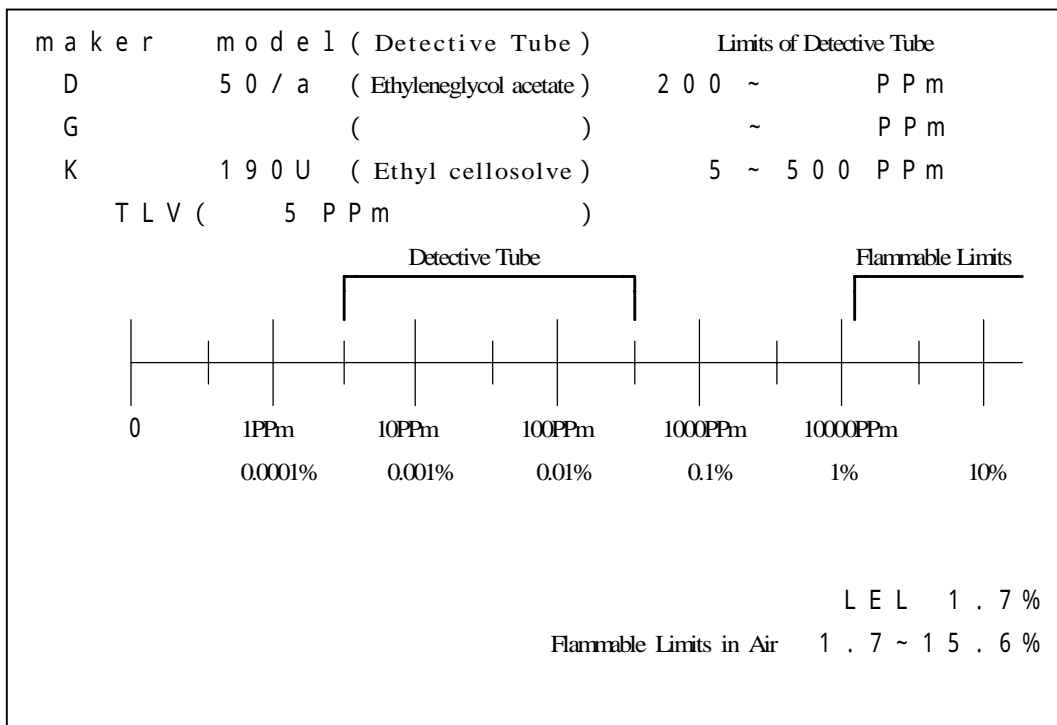 maker model(Detective Tube) Limits of Detective Tube
D 50/a (Ethyleneglycol acetate) 200 ~ PPm
G ( ) ~ PPm
K 190U (Ethyl cellosolve) 5 ~ 500 PPm
TLV( 5 PPm )
Detective Tube Flammable Limits
0 1PPm 10PPm 100PPm 1000PPm 10000PPm
0.0001% 0.001% 0.01% 0.1% 1% 10%
LEL 1.7%
Flammable Limits in Air 1.7~15.6%